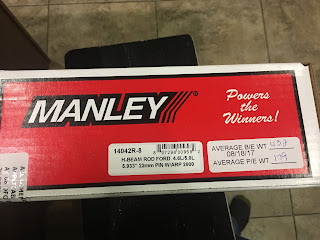 MANLEY
®
Powers
the
Winners!
14042R-8
H-BEAM ROD FORD 4.6L/5.0L
5.933" 22mm PIN W/ARP 2000
AVERAGE B/E WT
08/18/17
AVERAGE P/E WT